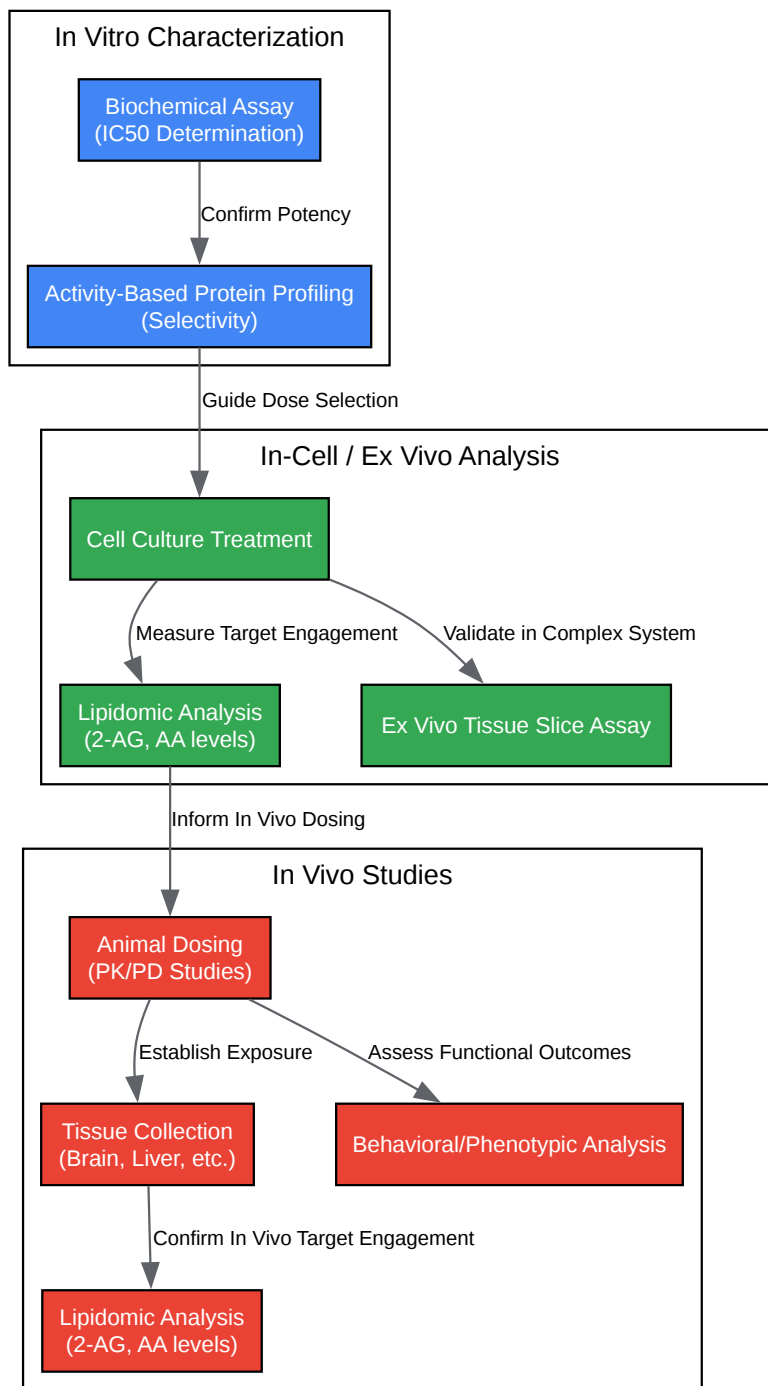 In Vitro Characterization
Biochemical Assay
(IC50 Determination)
Confirm Potency
Activity-Based Protein Profiling
(Selectivity)
Guide Dose Selection
In-Cell / Ex Vivo Analysis
Cell Culture Treatment
Measure Target Engagement
Validate in Complex System
Lipidomic Analysis
(2-AG, AA levels)
Ex Vivo Tissue Slice Assay
Inform In Vivo Dosing
In Vivo Studies
Animal Dosing
(PK/PD Studies)
Establish Exposure
Assess Functional Outcomes
Tissue Collection
(Brain, Liver, etc.)
Behavioral/Phenotypic Analysis
Confirm In Vivo Target Engagement
Lipidomic Analysis
(2-AG, AA levels)